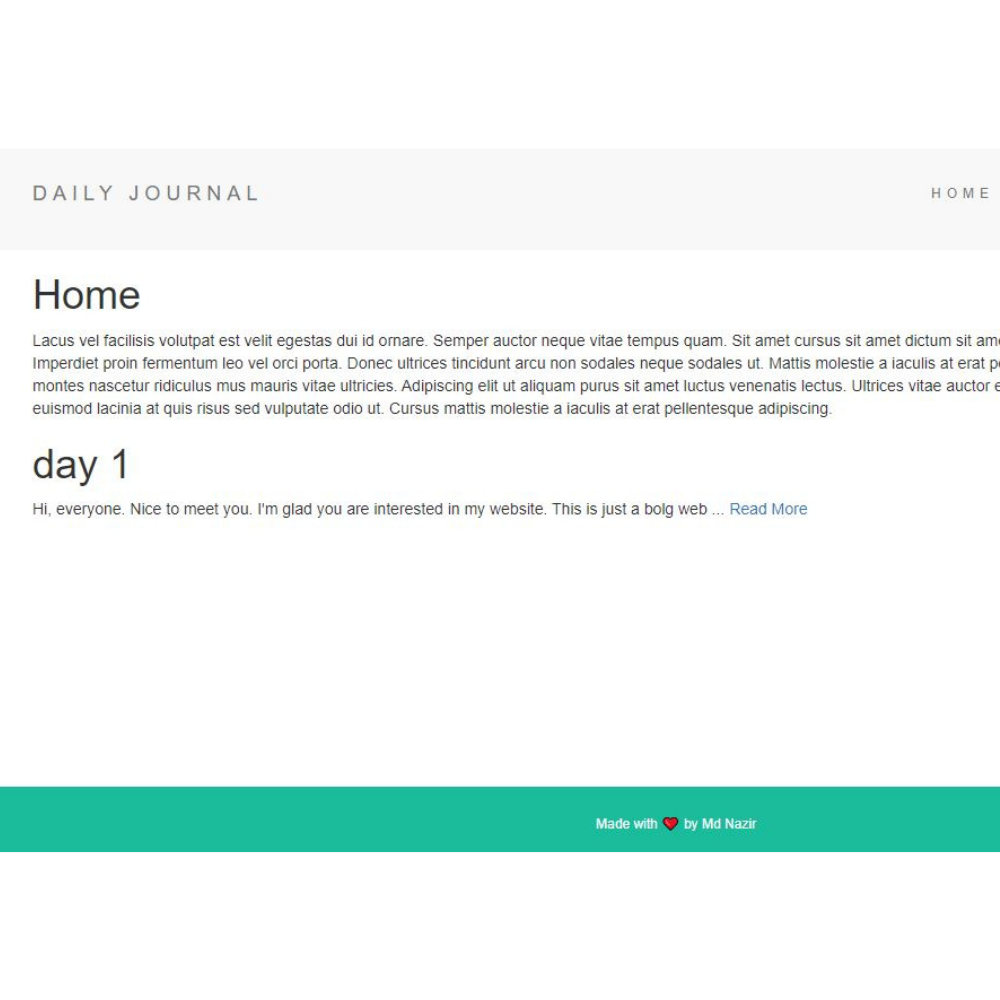 DAILY JOURNAL
HOME
Home
Lacus vel facilisis volutpat est velit egestas dui id ornare. Semper auctor neque vitae tempus quam. Sit amet cursus sit amet dictum sit
Imperdiet proin fermentum leo vel orci porta. Donec ultrices tincidunt arcu non sodales neque sodales ut. Mattis molestie a iaculis at erat
montes nascetur ridiculus mus mauris vitae ultricies. Adipiscing elit ut aliquam purus sit amet luctus venenatis lectus. Ultrices vitae auctor
euismod lacinia at quis risus sed vulputate odio ut. Cursus mattis molestie a iaculis at erat pellentesque adipiscing.
day 1
Hi, everyone. Nice to meet you. I'm glad you are interested in my website. This is just a bolg web ... Read More
Made with ❤ by Md Nazir